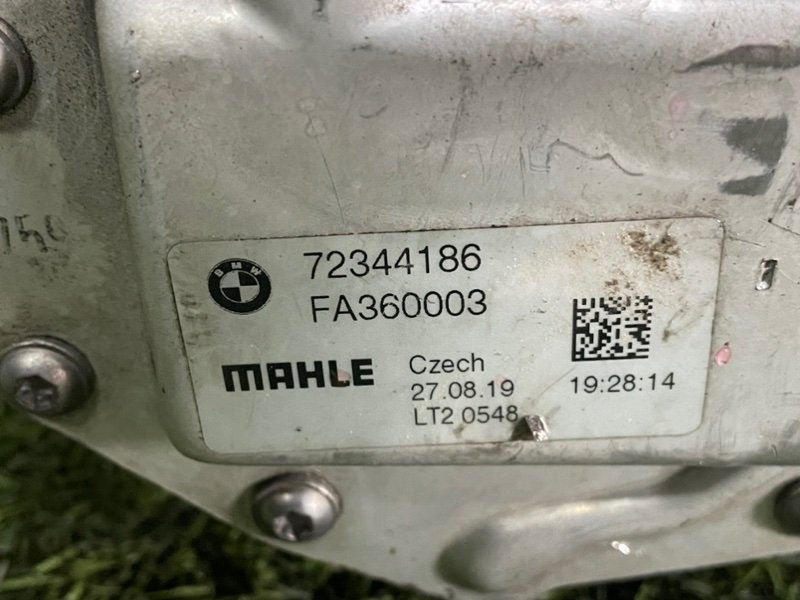 BMW
72344186
FA360003
MAHLE
Czech
27.08.19
19:28:14
LT2 0548